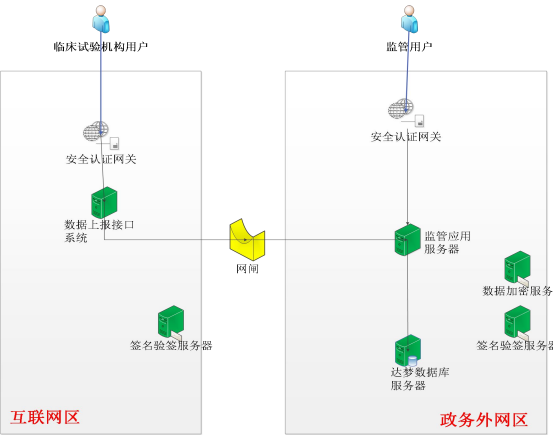 临床试验机构用户
监管用户
安全认证网关
安全认证网关
数据上报接口
系统
网闸
监管应用
服务器
数据加密服务
签名验签服务器
签名验签服务器
达梦数据库
服务器
互联网区
政务外网区